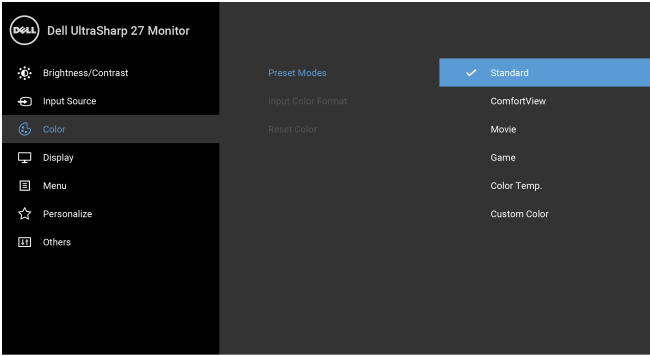 DELL
Dell UltraSharp 27 Monitor
Brightness/Contrast
Input Source
Color
Display
Menu
Personalize
Others
Preset Modes
Input Color Format
Reset Color
Standard
ComfortView
Movie
Game
Color Temp.
Custom Color